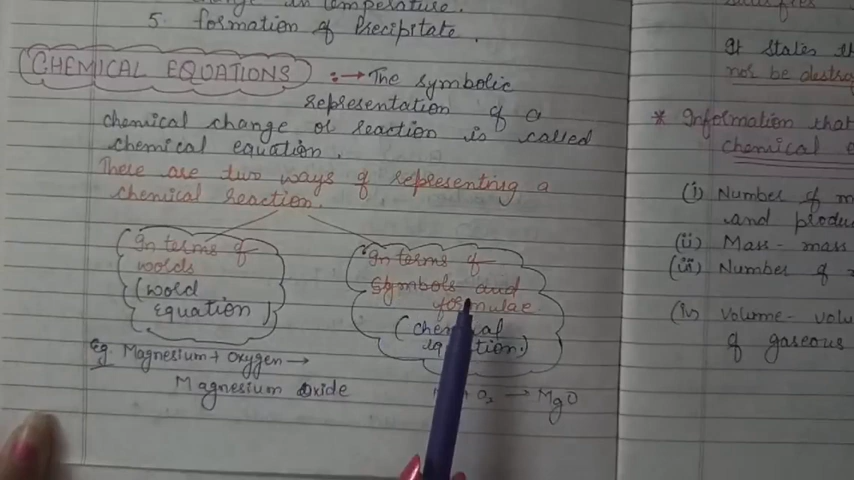 in temperature.
5. formation of Precipitate.
CHEMICAL EQUATIONS :→ The symbolic
representation of a
chemical change or reaction is called
chemical equation.
There are two ways of representing a
chemical reaction.
In terms of
words
(word
Equation)
In terms of
Symbols and
formulae
(chemical
equation.)
Eg. Magnesium + Oxygen →
Magnesium Oxide
O₂ → MgO
It states
not be
* Information that
chemical
(i) Number of
and
(ii) Mass - mass
(iii) Number of
(iv) Volume -
of gaseous